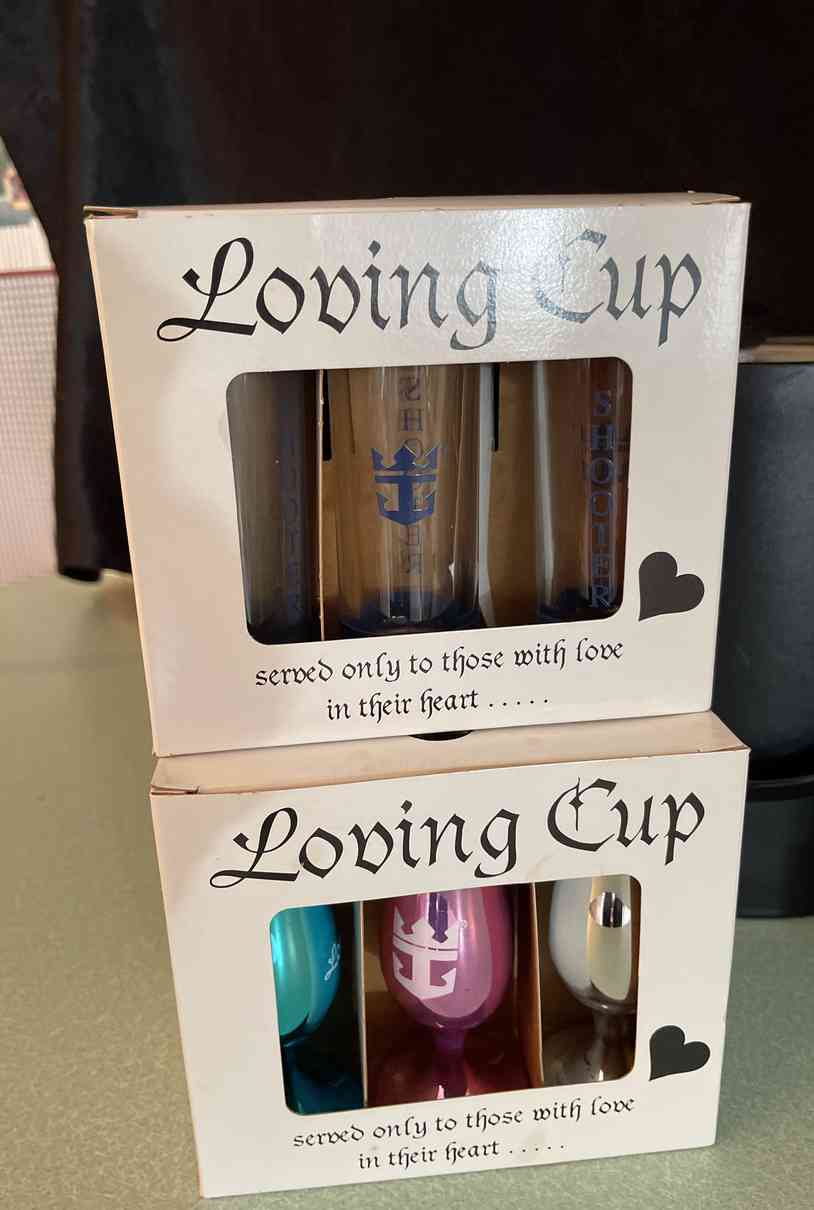 Loving Cup
SHOOTER
SHOOTER
SHOOTER
served only to those with love
in their heart . . . . .
Loving Cup
served only to those with love
in their heart . . . . .